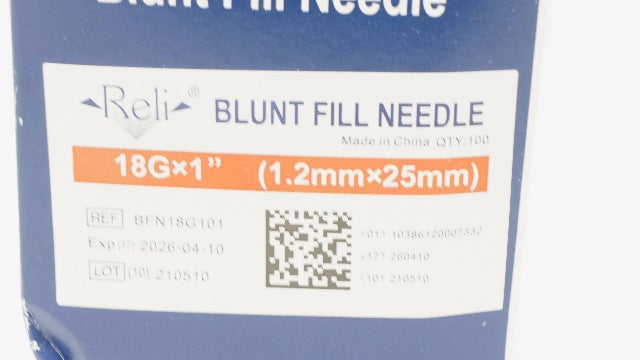 Blunt Fill Needle
Reli®
BLUNT FILL NEEDLE
Made in China QTY:100
18G×1” (1.2mm×25mm)
REF BFN18G101
Exp(17) 2026-04-10
LOT (10) 210510
(01) 10386120007332
(17) 260410
(10) 210510